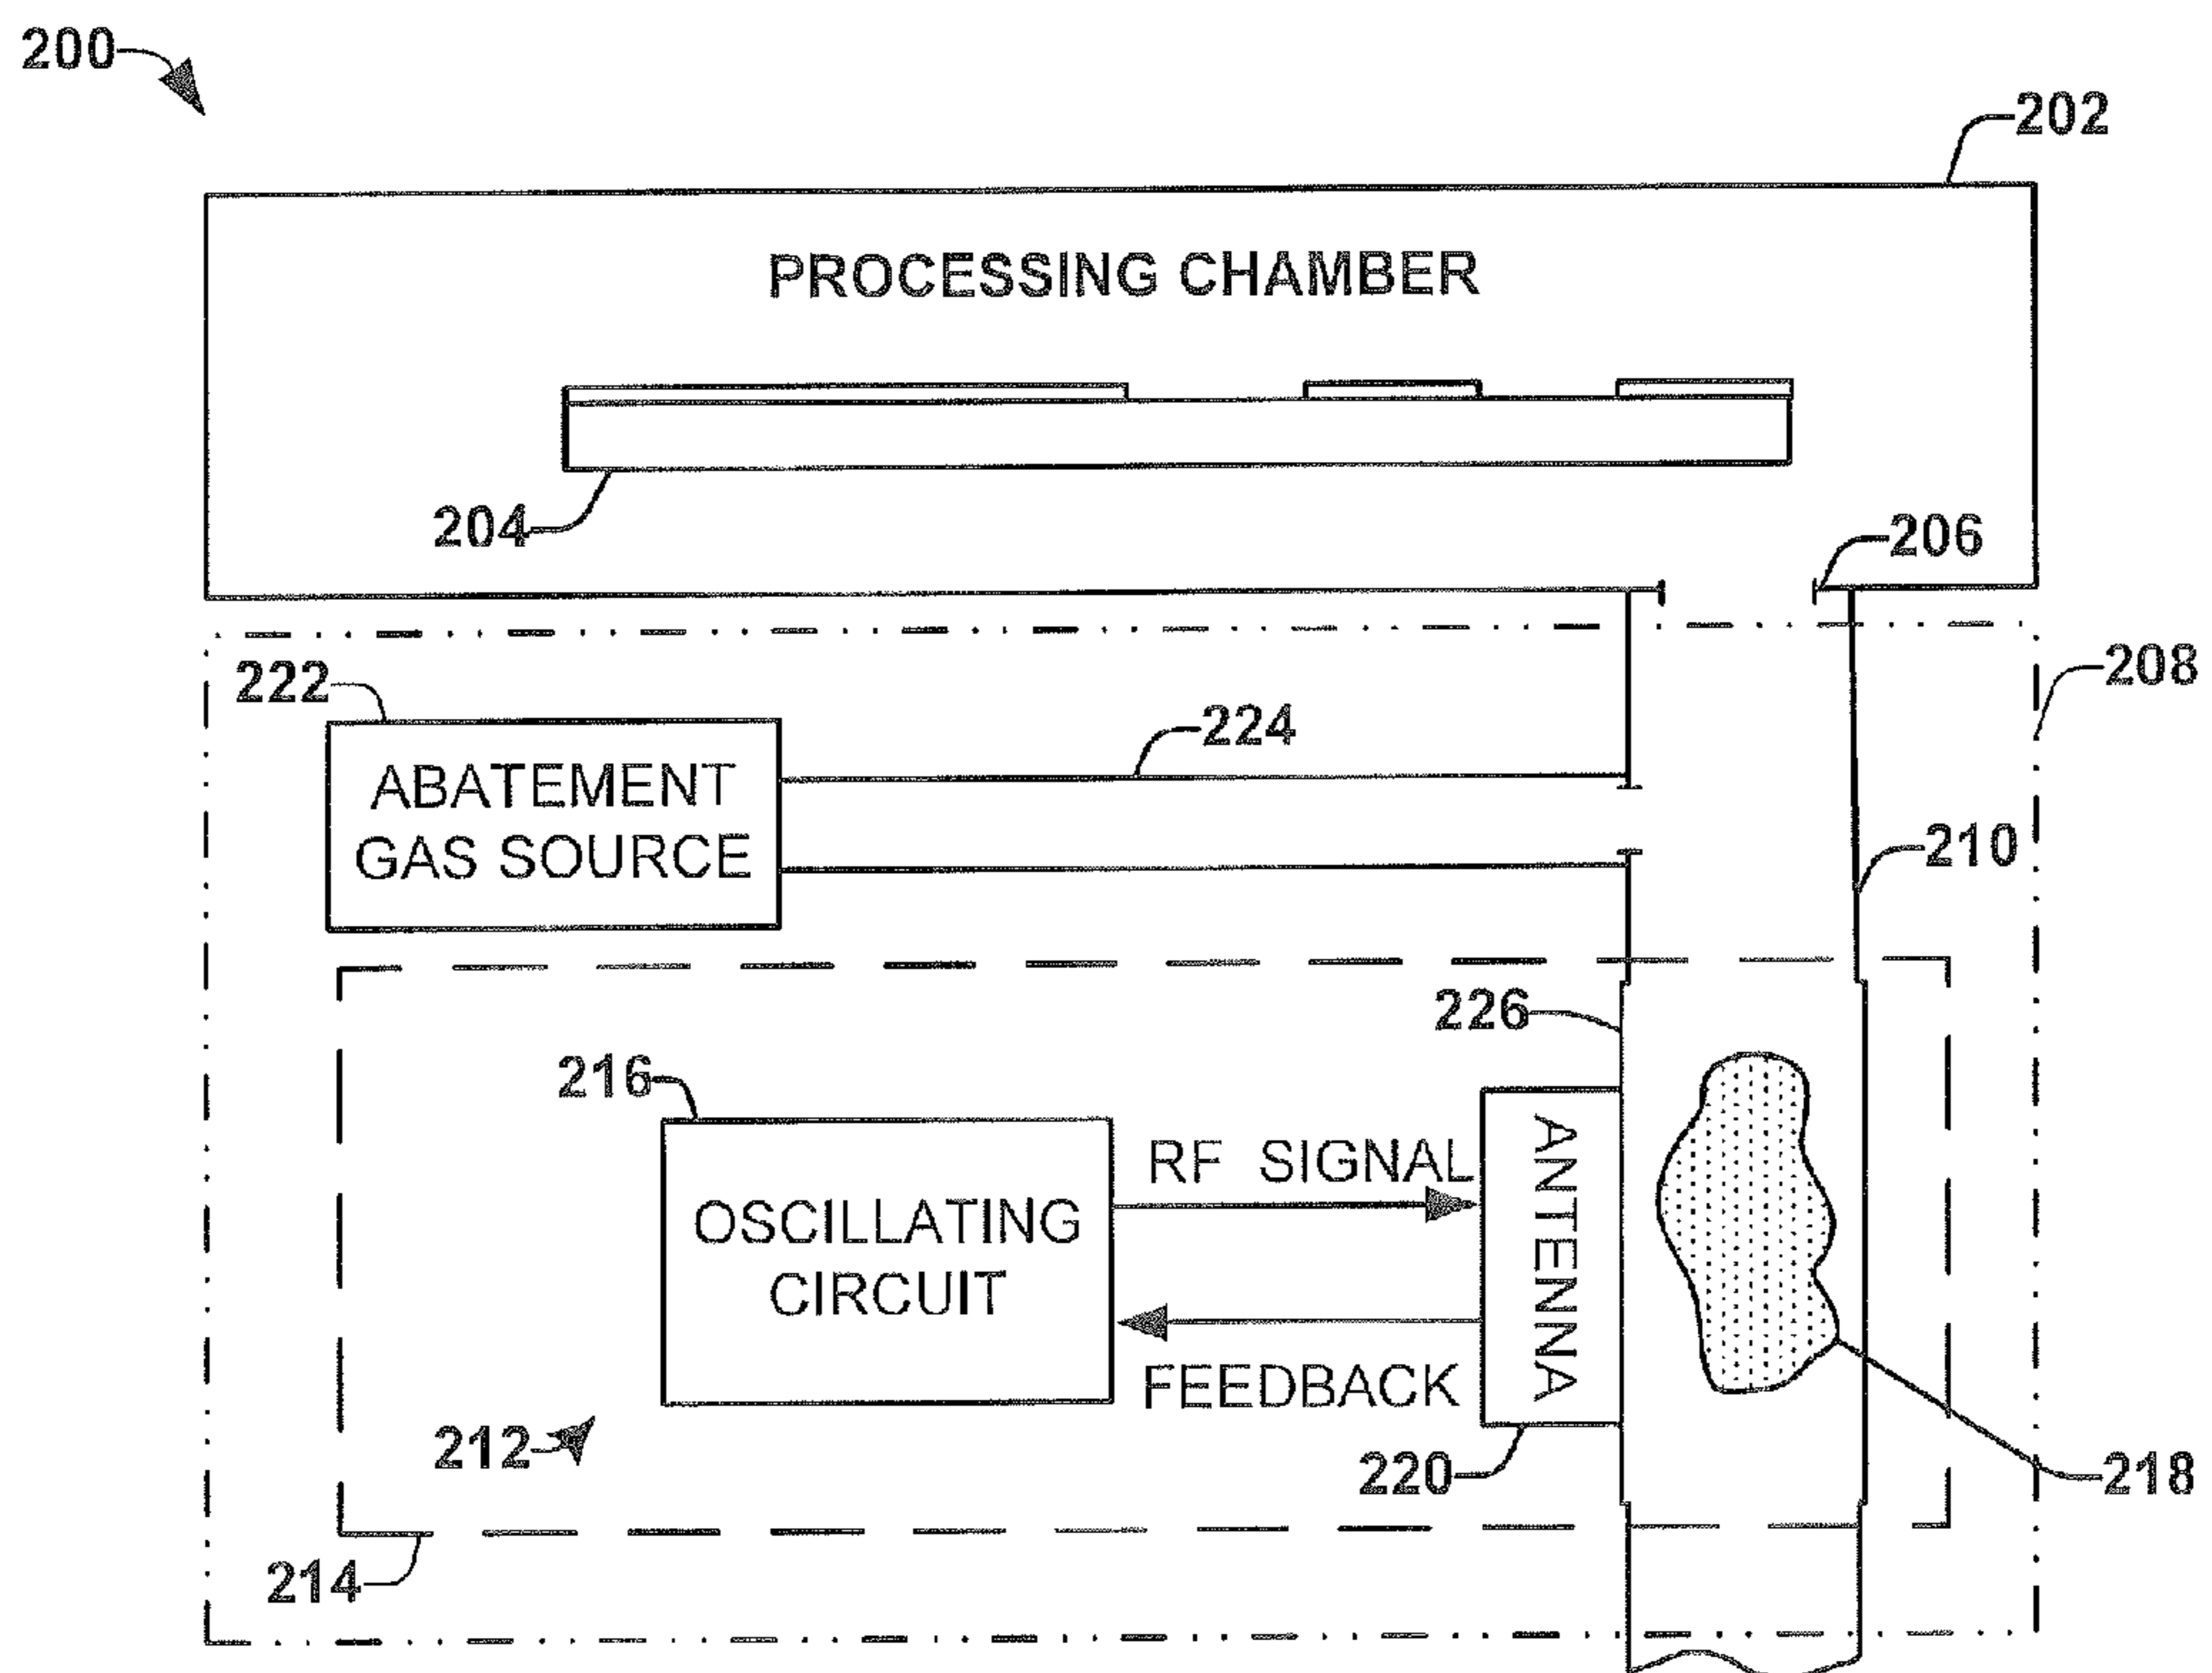 200
202
PROCESSING CHAMBER
204
206
208
222
224
ABATEMENT
GAS SOURCE
210
226
216
RF SIGNAL
ANTENNA
OSCILLATING
CIRCUIT
FEEDBACK
212
220
218
214